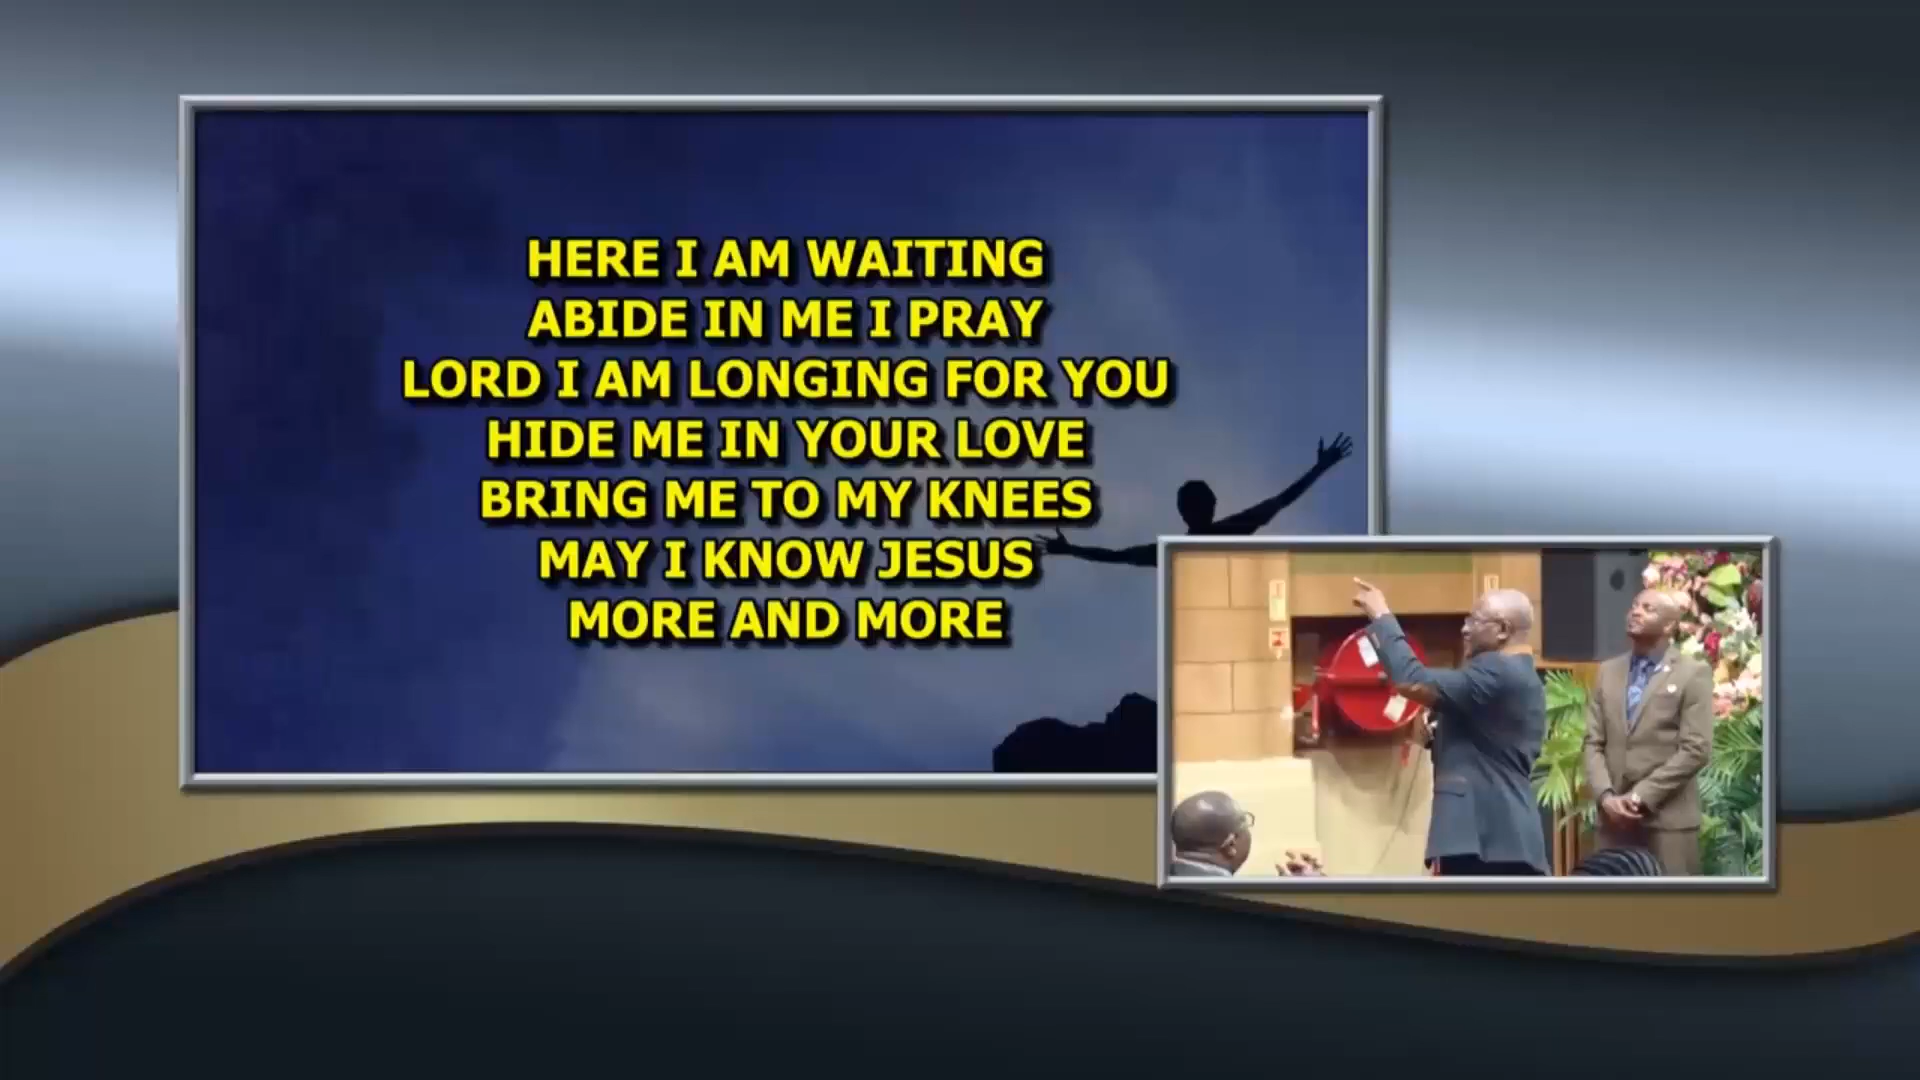 HERE I AM WAITING
ABIDE IN ME I PRAY
LORD I AM LONGING FOR YOU
HIDE ME IN YOUR LOVE
BRING ME TO MY KNEES
MAY I KNOW JESUS
MORE AND MORE